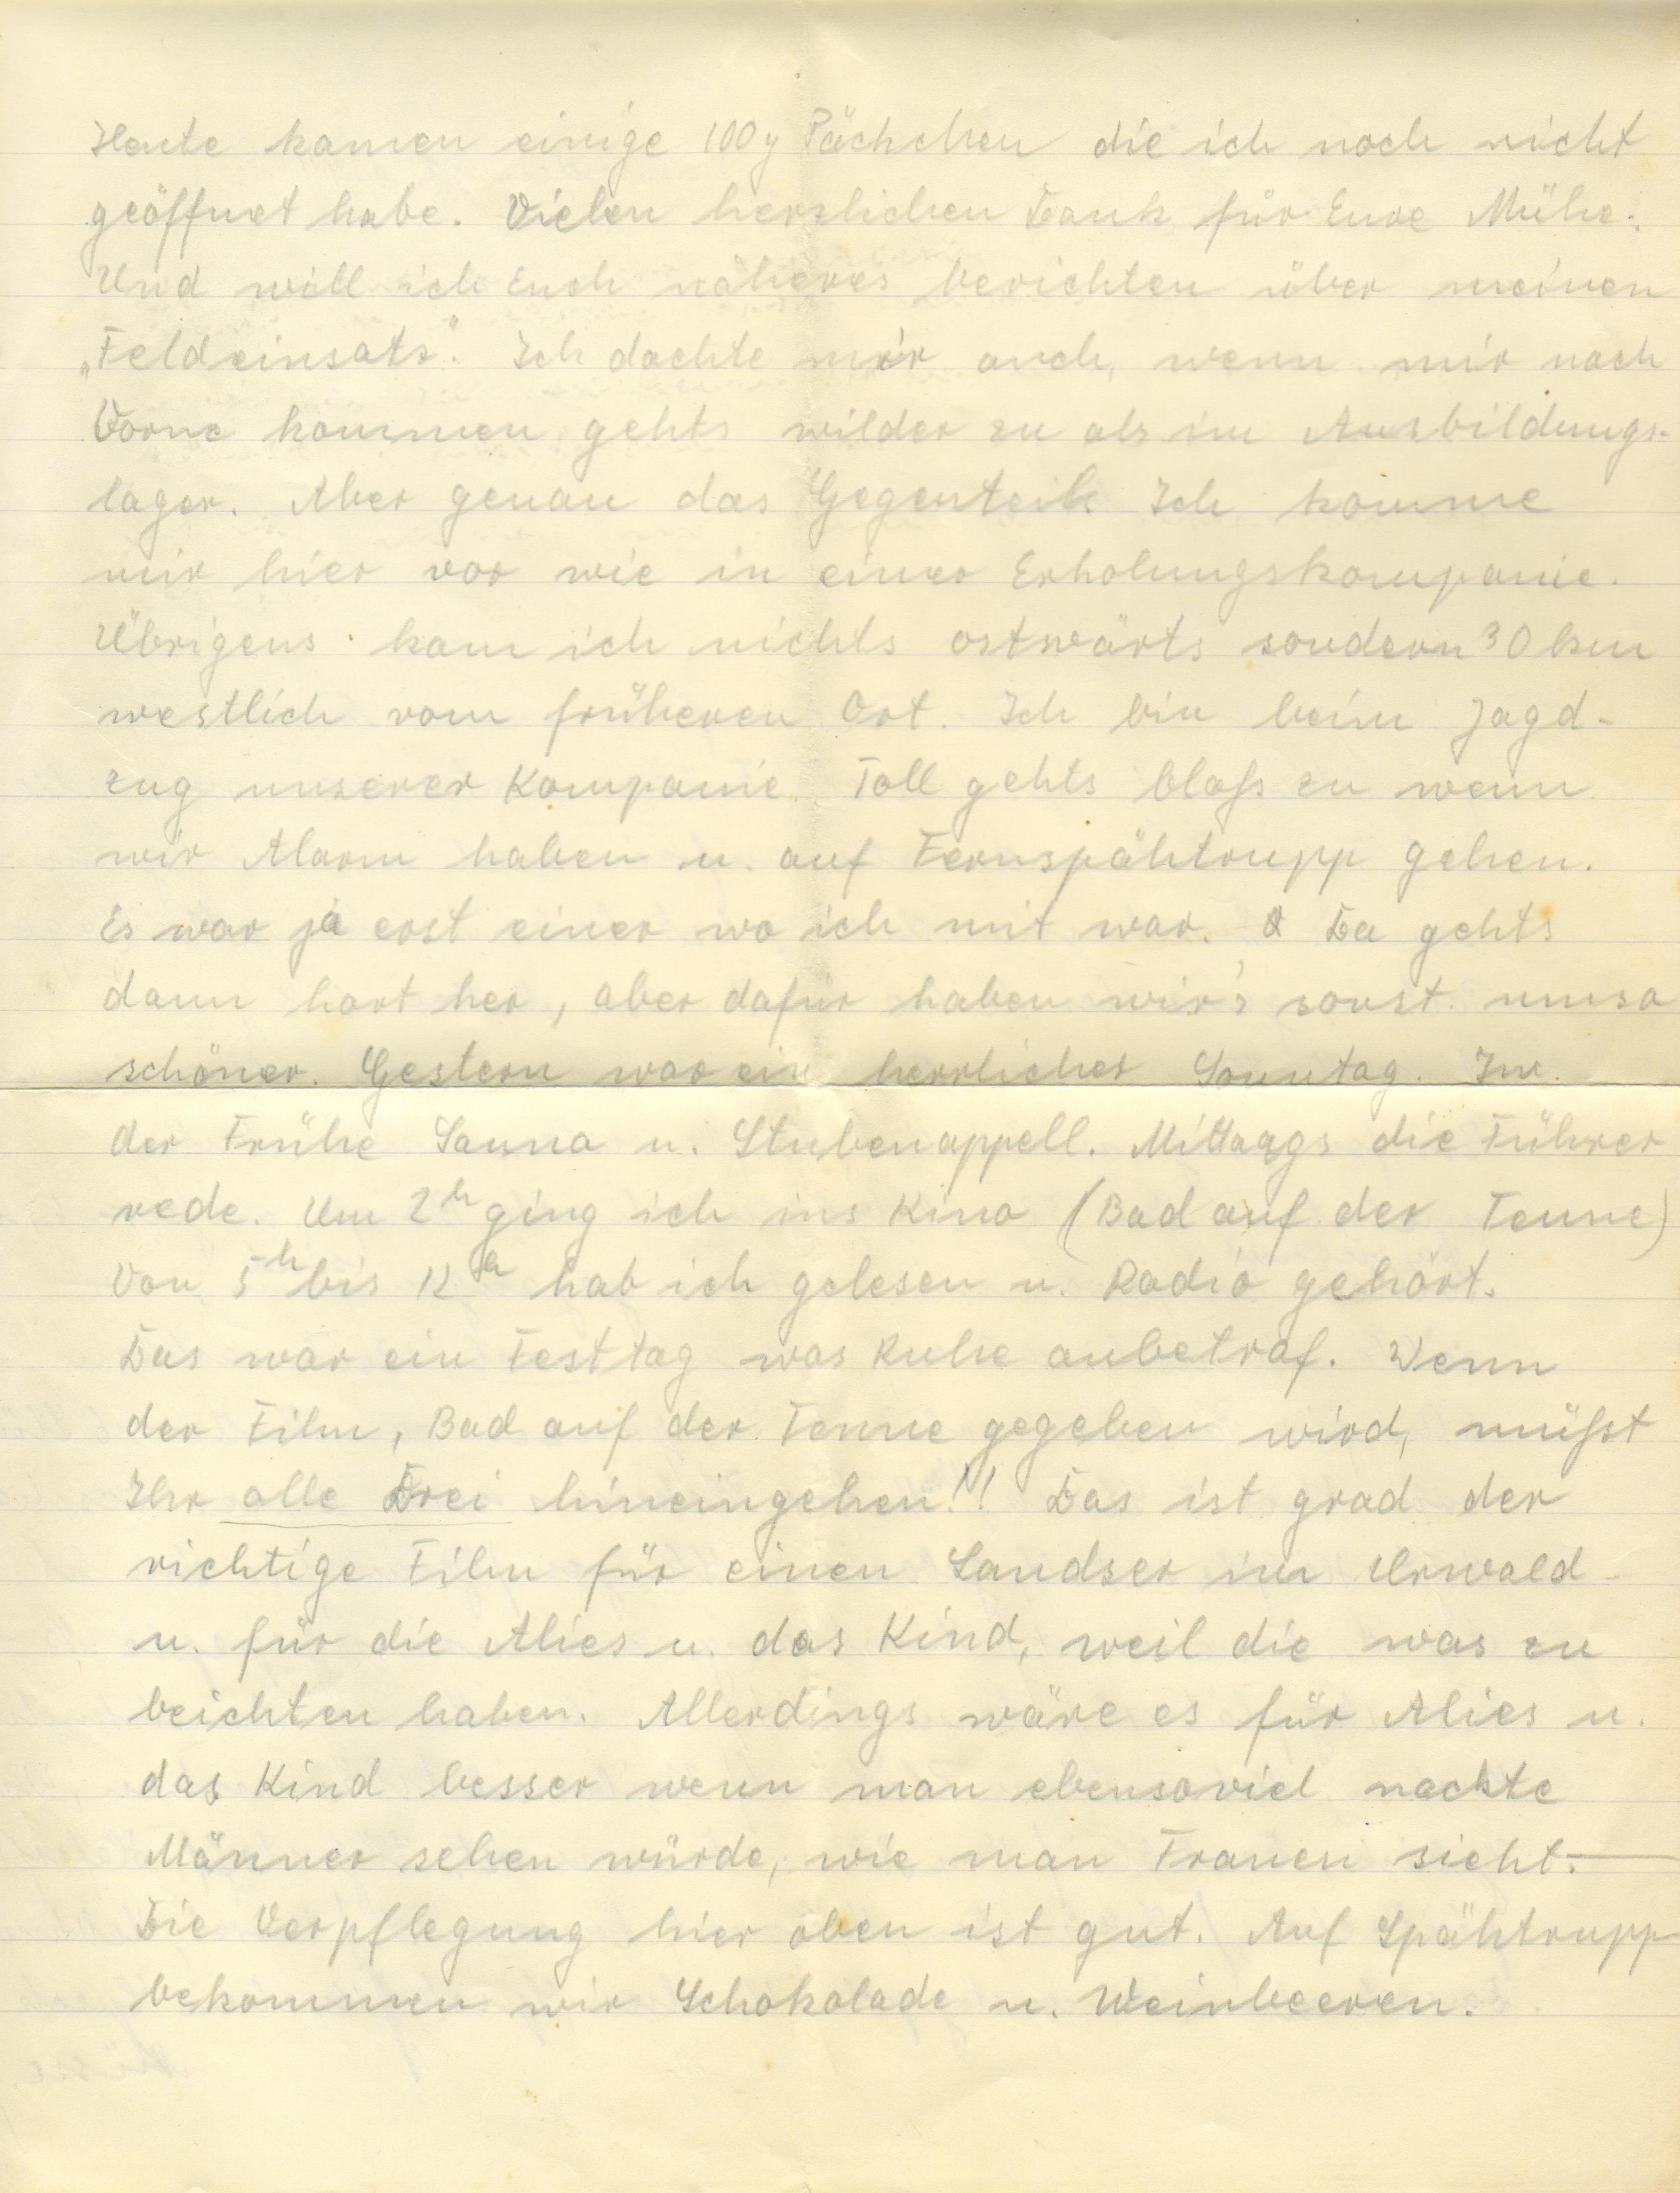 Heute kamen einige 100g Päckchen die ich noch nicht
geöffnet habe. Vielen herzlichen Dank für Eure Mühe.
Und will ich Euch näheres berichten über meinen
„Feldeinsatz". Ich dachte mir auch, wenn mir nach
Vorne kommen gehts wilder zu als im Ausbildungs-
lager. Aber genau das Gegenteil. Ich komme
mir hier vor wie in einer Erholungskompanie.
Übrigens kam ich nichts ostwärts sondern 30 km
westlich vom früheren Ort. Ich bin beim Jagd-
zug unserer Kompanie. Toll gehts bloß zu wenn
wir Alarm haben u. auf Fernspähtrupp gehen.
Es war ja erst einer wo ich mit war. Da gehts
dann hart her, aber dafür haben wir's sonst umso
schöner. Gestern war ein herrlicher Sonntag. In
der Frühe Sauna u. Stubenappell. Mittags die Führer
rede. Um 2h ging ich ins Kino (Bad auf der Tenne)
Von 5h bis 12h hab ich gelesen u. Radio gehört.
Das war ein Festtag was Ruhe anbetraf. Wenn
der Film, Bad auf der Tenne gegeben wird, müßt
Ihr alle Drei hineingehen!! Das ist grad der
richtige Film für einen Landser im Urwald
u. für die Alies u. das Kind, weil die was zu
beichten haben. Allerdings wäre es für Alies u.
das Kind besser wenn man ebensoviel nackte
Männer sehen würde, wie man Frauen sieht.—
Die Verpflegung hier oben ist gut. Auf Spähtrupp
bekommen wir Schokolade u. Weinbeeren.